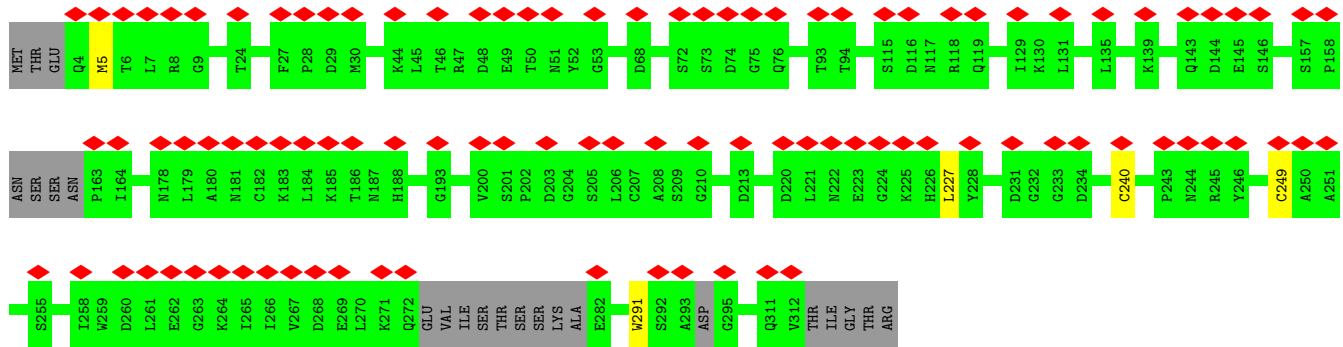 MET THR GLU Q4 M5 T6 L7 R8 G9 T24 F27 P28 D29 M30 K44 L45 T46 R47 D48 E49 T50 N51 Y52 G53 D68 S72 S73 D74 G75 Q76 T93 T94 S115 D116 N117 R118 Q119 I129 K130 L131 L135 K139 Q143 D144 E145 S146 S157 P158
ASN SER SER ASN P163 I164 N178 L179 A180 N181 C182 K183 L184 K185 T186 N187 H188 G193 V200 S201 P202 D203 G204 S205 L206 C207 A208 S209 G210 D213 D220 L221 N222 E223 G224 K225 H226 L227 Y228 D231 G232 G233 D234 C240 P243 N244 R245 Y246 C249 A250 A251
S255 I258 W259 D260 L261 E262 G263 K264 I265 I266 V267 D268 E269 L270 K271 Q272 GLU VAL ILE SER THR SER SER LYS ALA E282 W291 S292 A293 ASP G295 Q311 V312 THR ILE GLY THR ARG